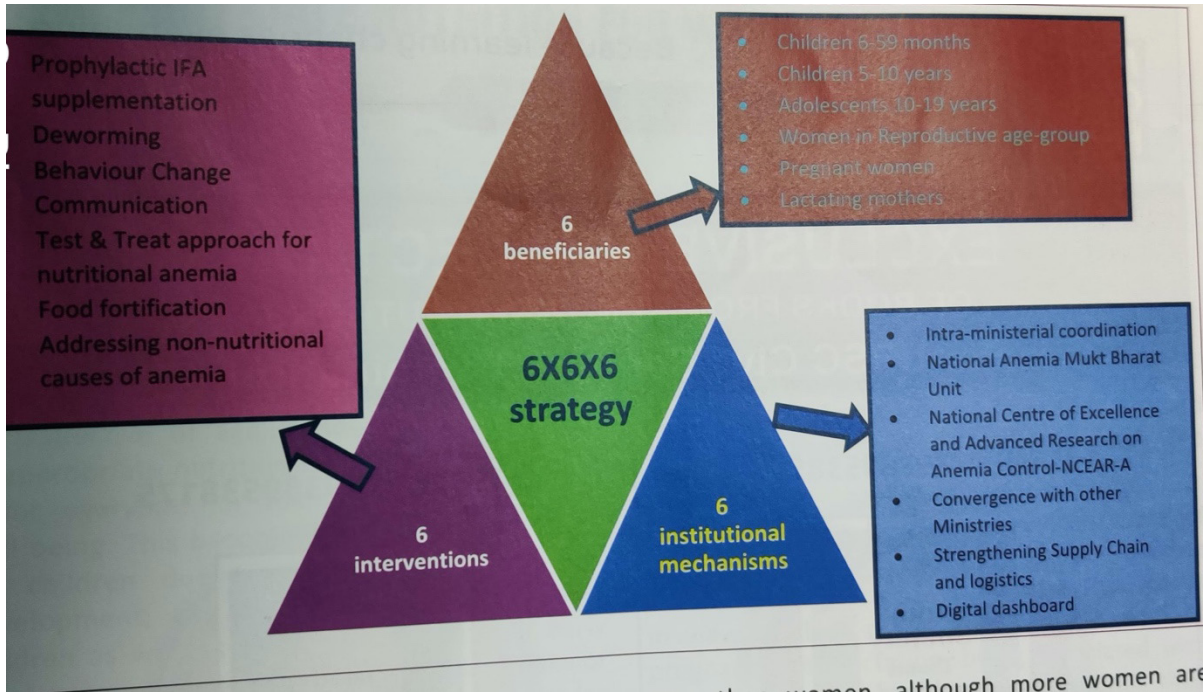 Prophylactic IFA
supplementation
Deworming
Behaviour Change
Communication
Test & Treat approach for
nutritional anemia
Food fortification
Addressing non-nutritional
causes of anemia
6
beneficiaries
• Children 6-59 months
• Children 5-10 years
• Adolescents 10-19 years
• Women in Reproductive age-group
• Pregnant women
• Lactating mothers
6X6X6
strategy
6
interventions
6
institutional
mechanisms
• Intra-ministerial coordination
• National Anemia Mukt Bharat
Unit
• National Centre of Excellence
and Advanced Research on
Anemia Control-NCEAR-A
• Convergence with other
Ministries
• Strengthening Supply Chain
and logistics
• Digital dashboard
women, although more women are